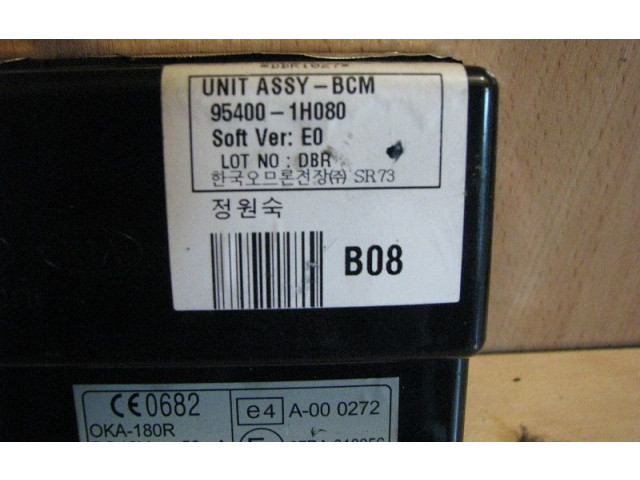 UNIT ASSY-BCM
95400-1H080
Soft Ver: E0
LOT NO : DBR
한국오므론전장㈜ SR73
정원숙
B08
CE0682
e4 A-00 0272
OKA-180R